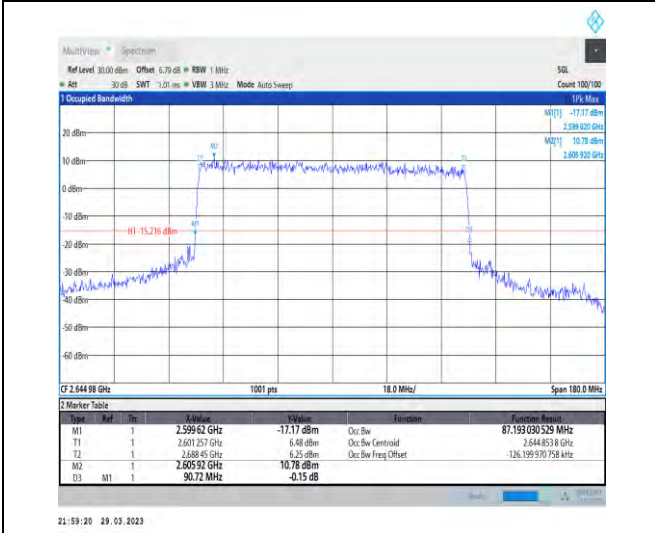 MultiView Spectrum
Ref Level 30.00 dBm Offset 6.79 dB RBW 1 MHz SGL
Att 30 dB SWT 1.01 ms VBW 3 MHz Mode Auto Sweep Count 100/100
1 Occupied Bandwidth 1Pk Max
M1[1] -17.17 dBm
2.599 620 GHz
M2[1] 10.78 dBm
2.605 920 GHz
20 dBm
M2
T1
10 dBm
0 dBm
-10 dBm
M1
H1 -15.216 dBm
D3
-20 dBm
-30 dBm
-40 dBm
-50 dBm
-60 dBm
CF 2.644 98 GHz 1001 pts 18.0 MHz/ Span 180.0 MHz
2 Marker Table
Type Ref Trc X-Value Y-Value Function Function Result
M1 1 2.599 62 GHz -17.17 dBm Occ Bw 87.193 030 529 MHz
T1 1 2.601 257 GHz 6.48 dBm Occ Bw Centroid 2.644 853 8 GHz
T2 1 2.688 45 GHz 6.25 dBm Occ Bw Freq Offset -126.199 970 758 kHz
M2 1 2.605 92 GHz 10.78 dBm
D3 M1 1 90.72 MHz -0.15 dB
21:59:20 29.03.2023